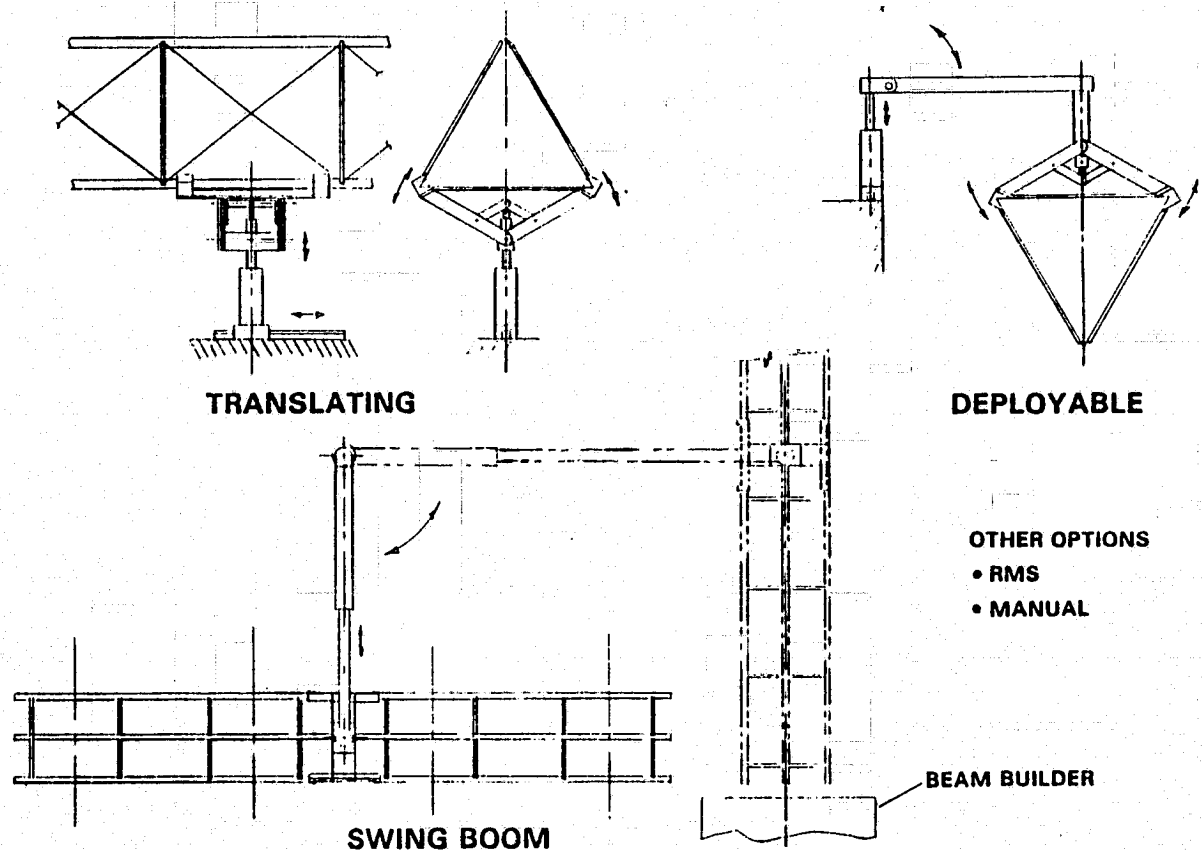 TRANSLATING
DEPLOYABLE
OTHER OPTIONS
• RMS
• MANUAL
BEAM BUILDER
SWING BOOM